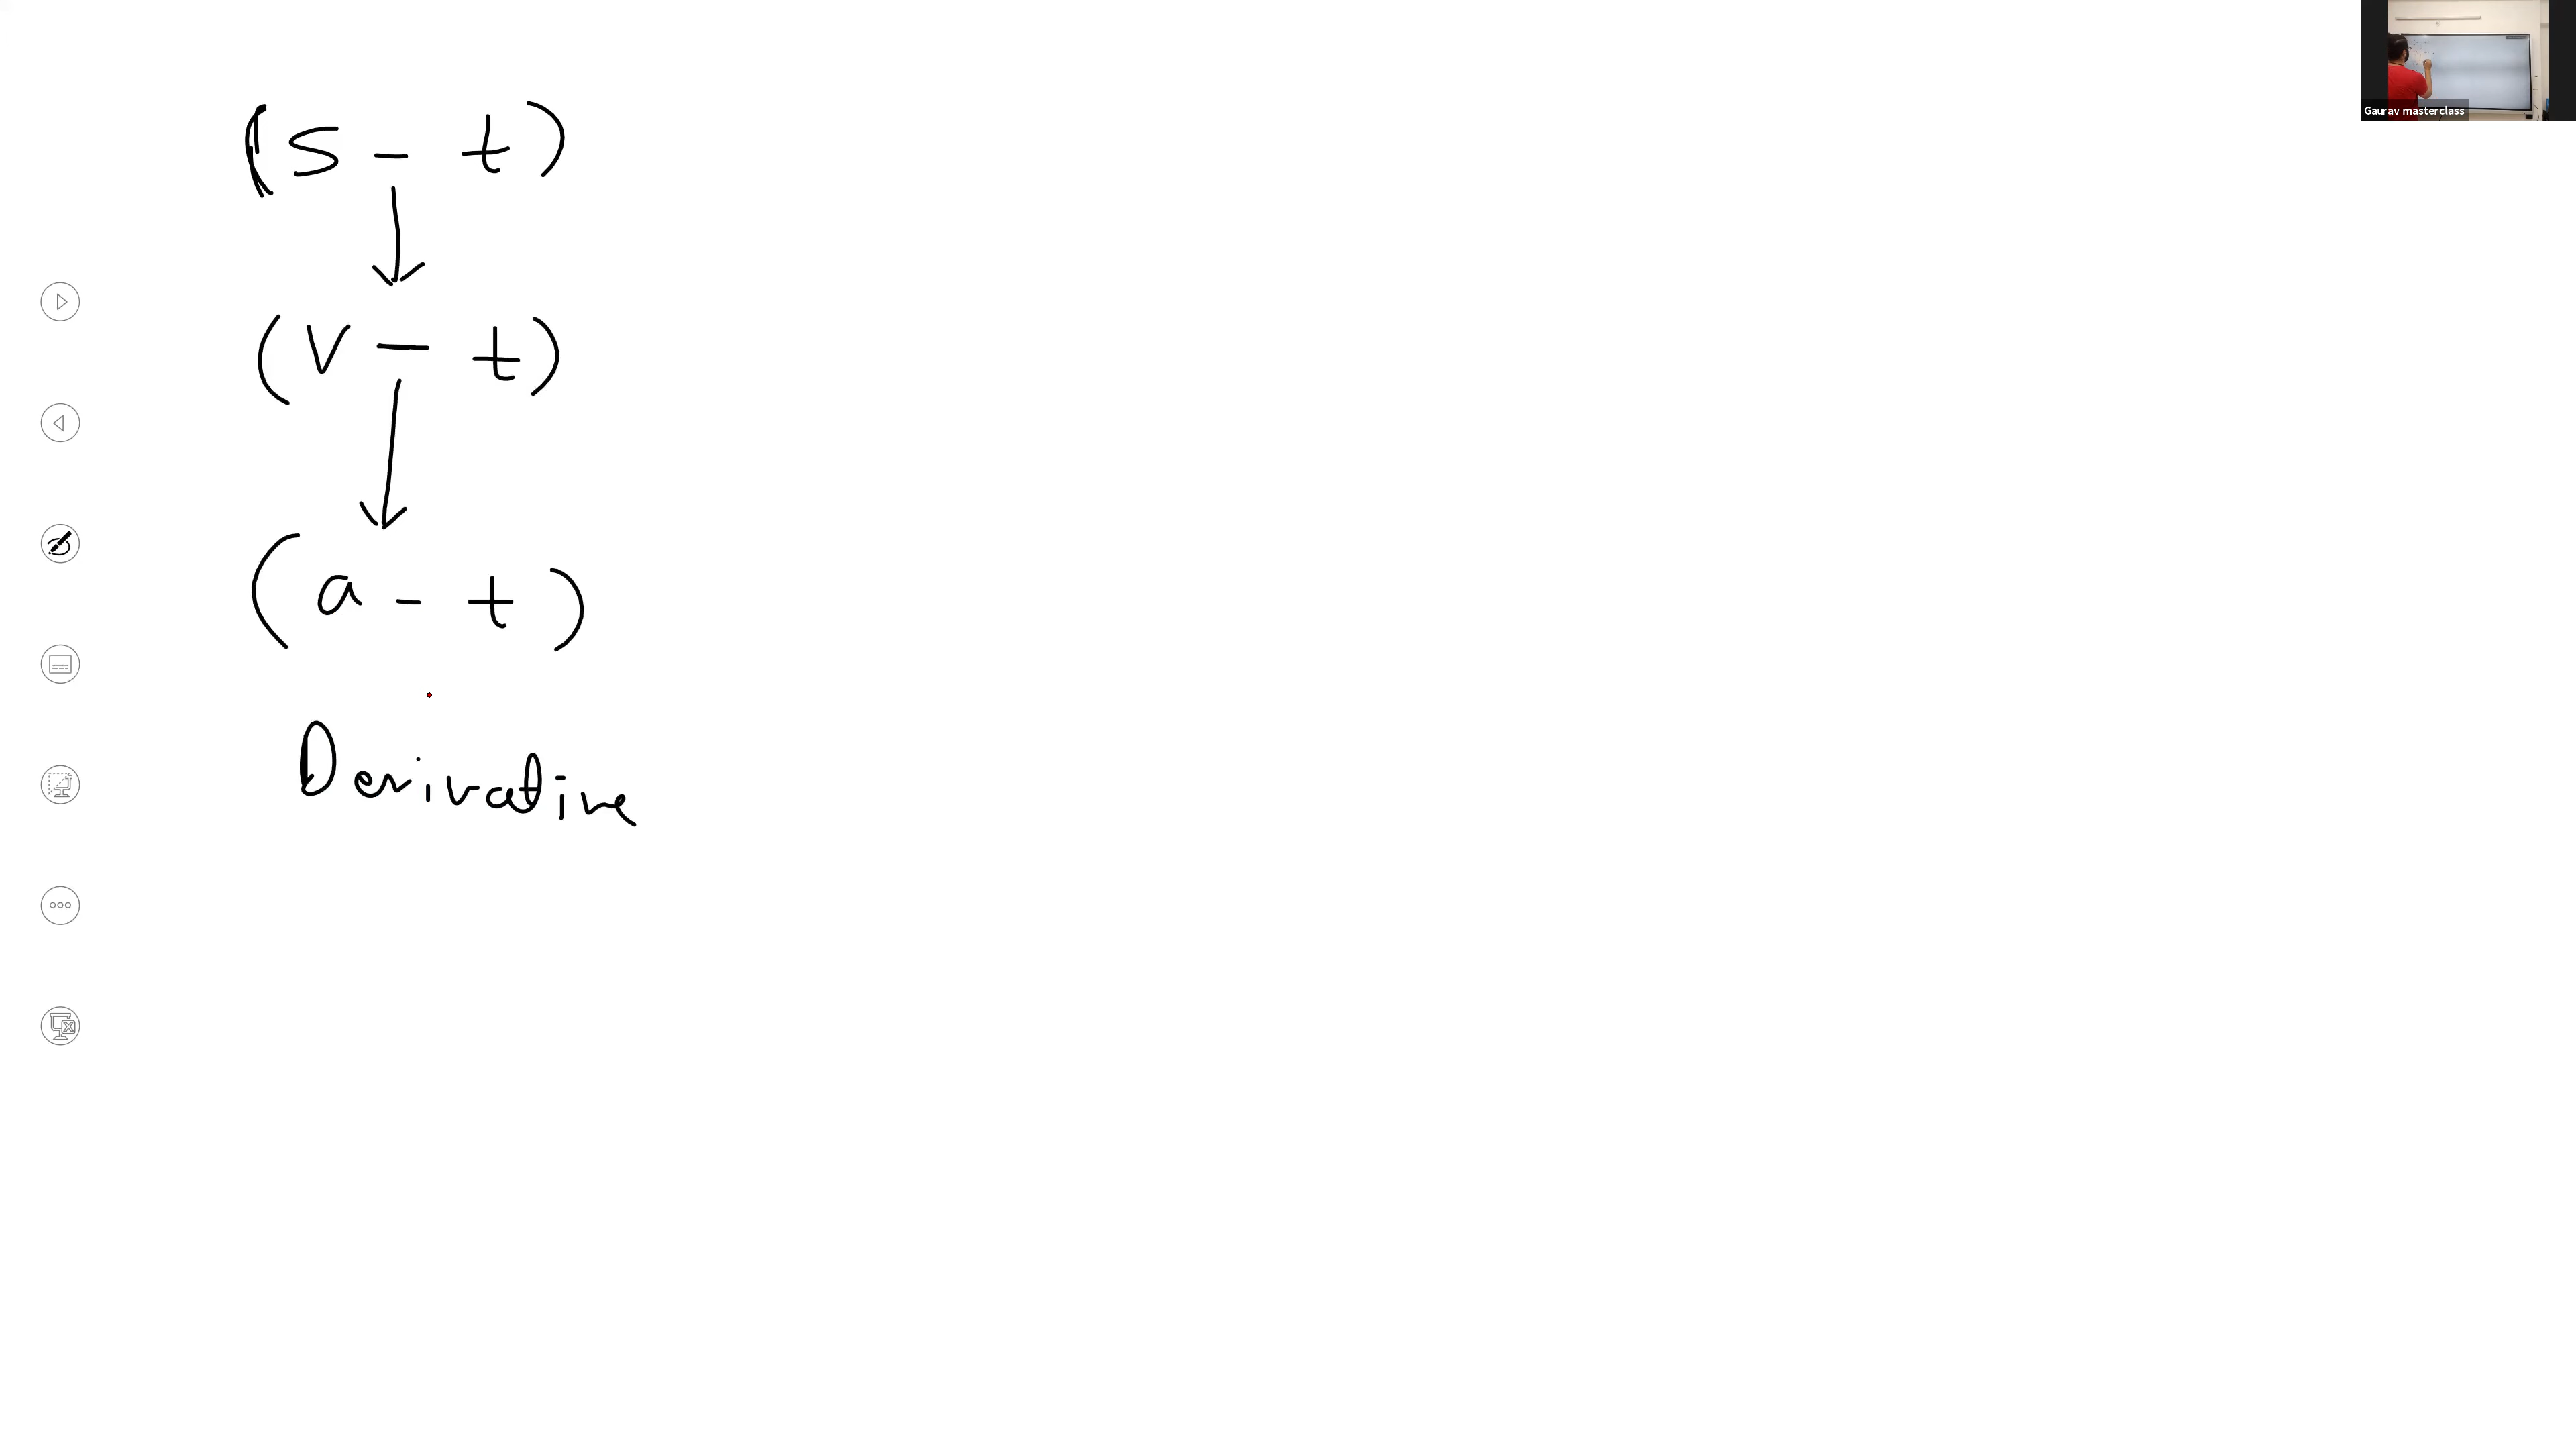 (S - t)
(V - t)
(a - t)
Derivative
Gaurav masterclass